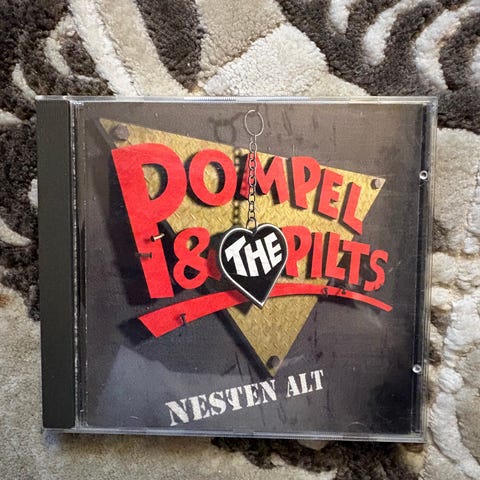 POMPEL
& THE PILTS
NESTEN ALT